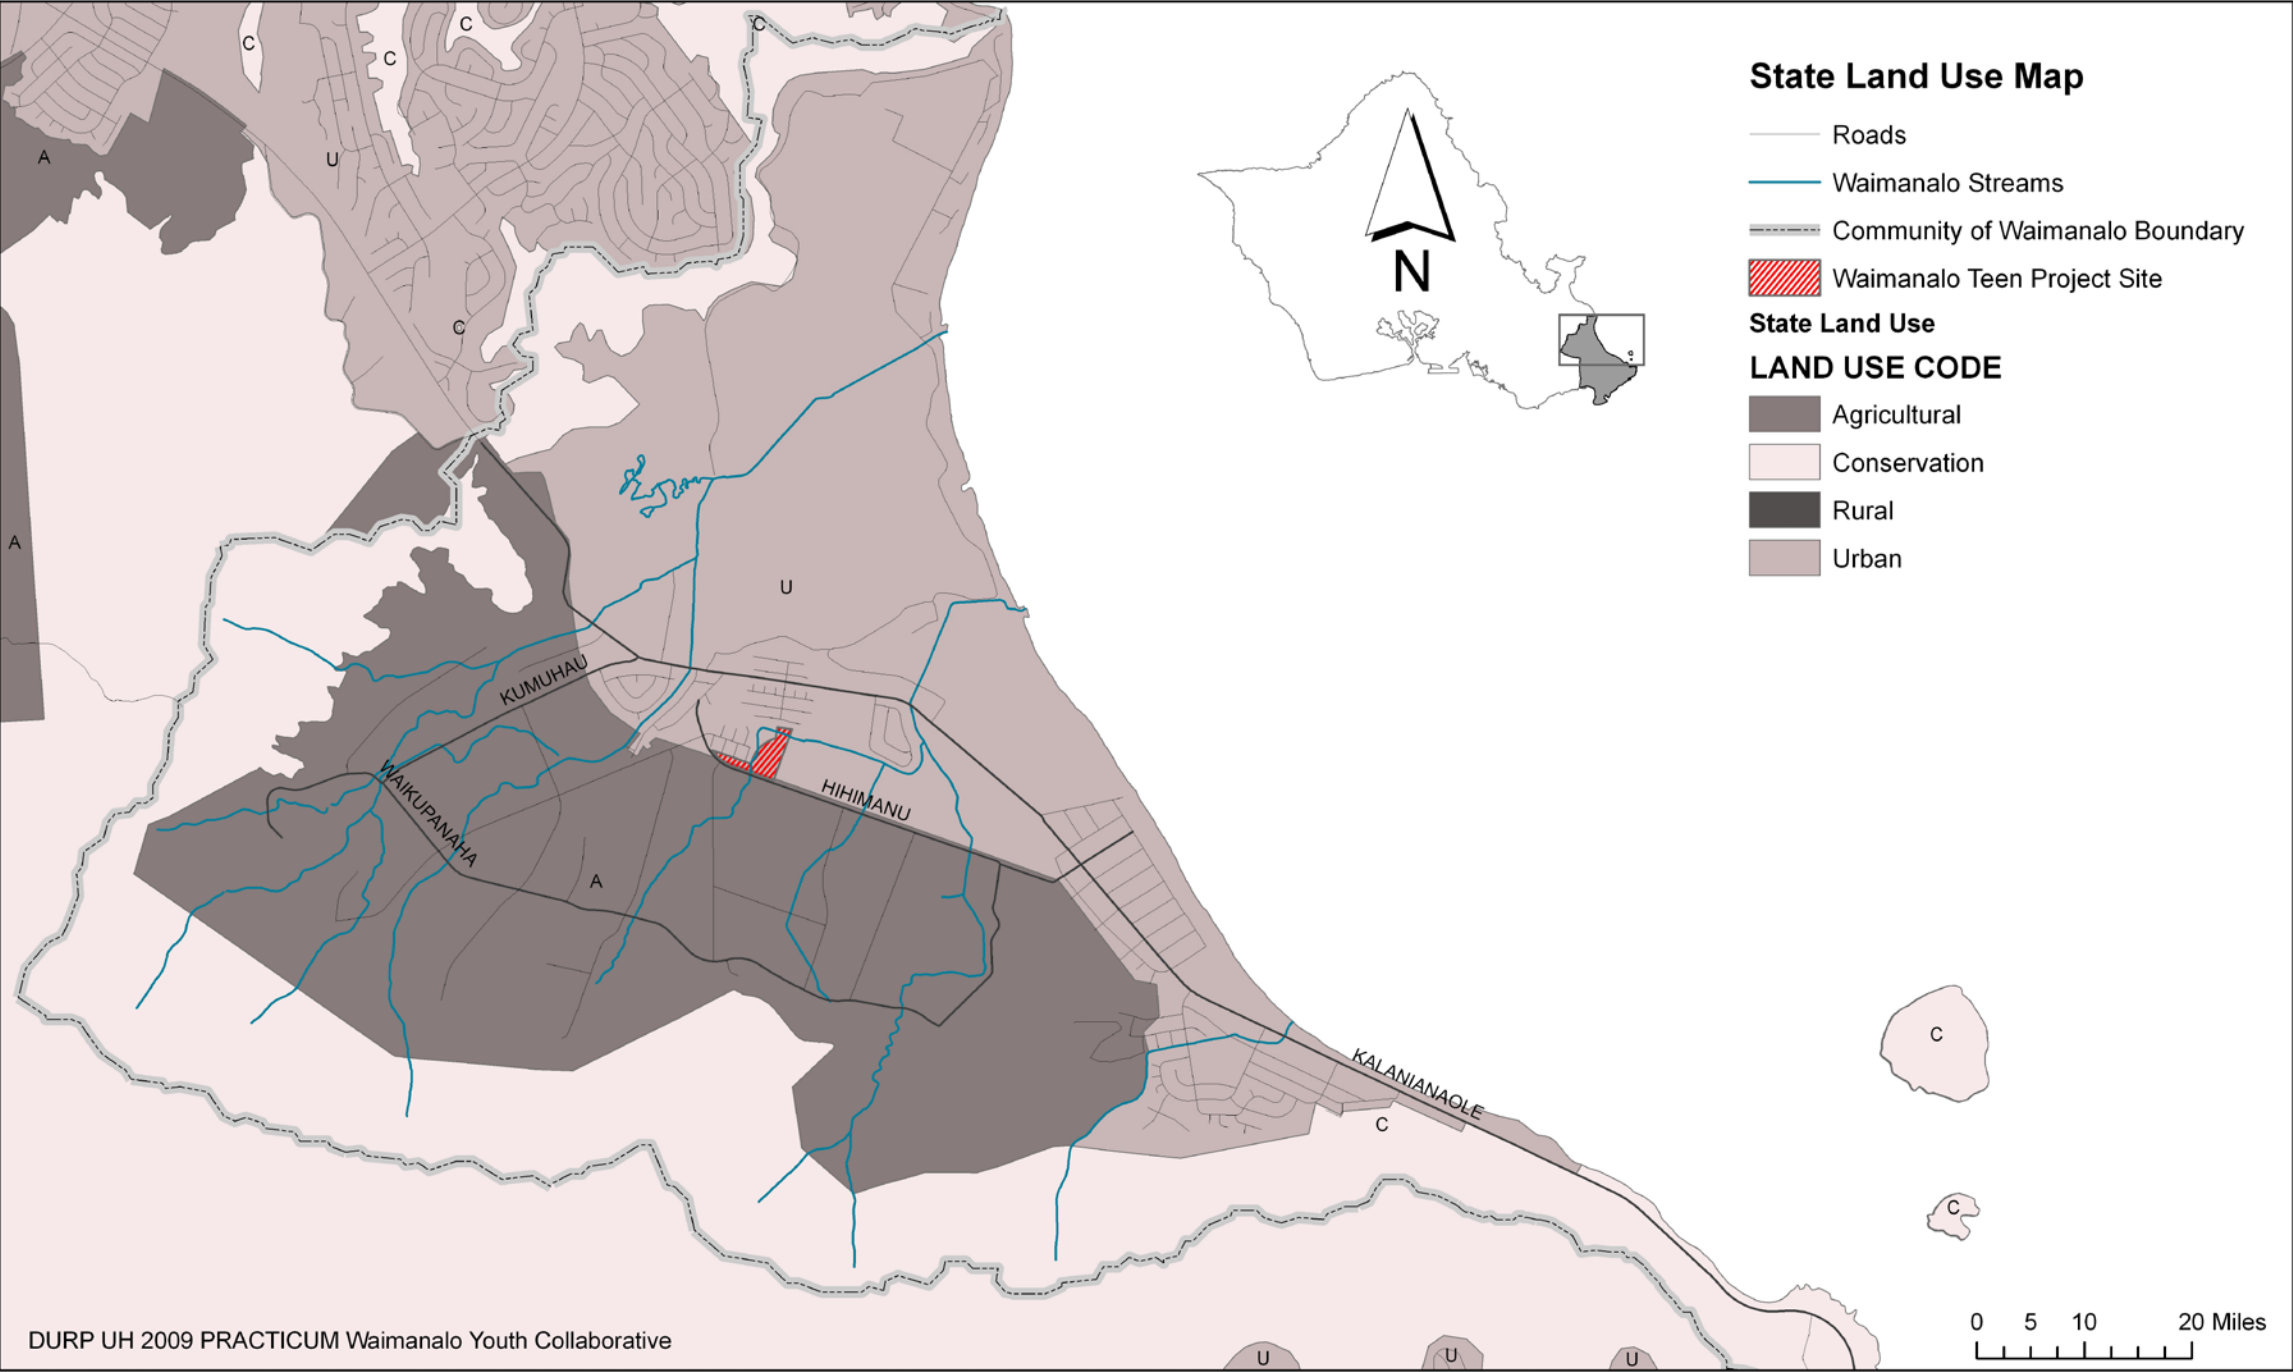 State Land Use Map
Roads
Waimanalo Streams
Community of Waimanalo Boundary
Waimanalo Teen Project Site
State Land Use
LAND USE CODE
Agricultural
Conservation
Rural
Urban
N
C
C
C
C
A
U
C
A
U
KUMUHAU
WAIKUPANAHA
HIHIMANU
A
KALANIANAOLE
C
C
C
U
U
U
0 5 10 20 Miles
DURP UH 2009 PRACTICUM Waimanalo Youth Collaborative